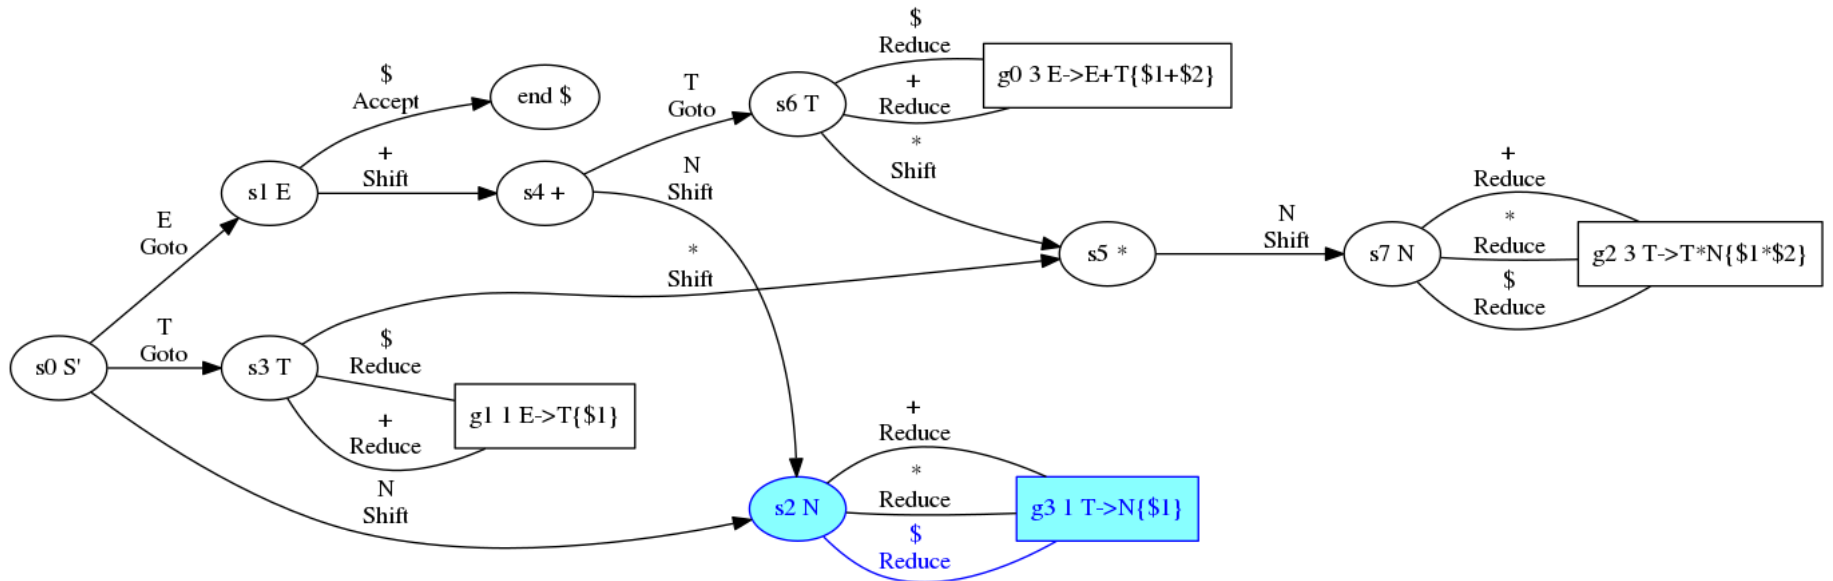 $
Reduce
g0 3 E->E+T{$1+$2}
+
Reduce
s6 T
*
Shift
$
Accept
end $
T
Goto
+
Shift
s1 E
s4 +
N
Shift
E
Goto
*
Shift
s5 *
N
Shift
s7 N
+
Reduce
*
Reduce
$
Reduce
g2 3 T->T*N{$1*$2}
s0 S'
T
Goto
s3 T
$
Reduce
+
Reduce
g1 1 E->T{$1}
N
Shift
s2 N
+
Reduce
*
Reduce
$
Reduce
g3 1 T->N{$1}